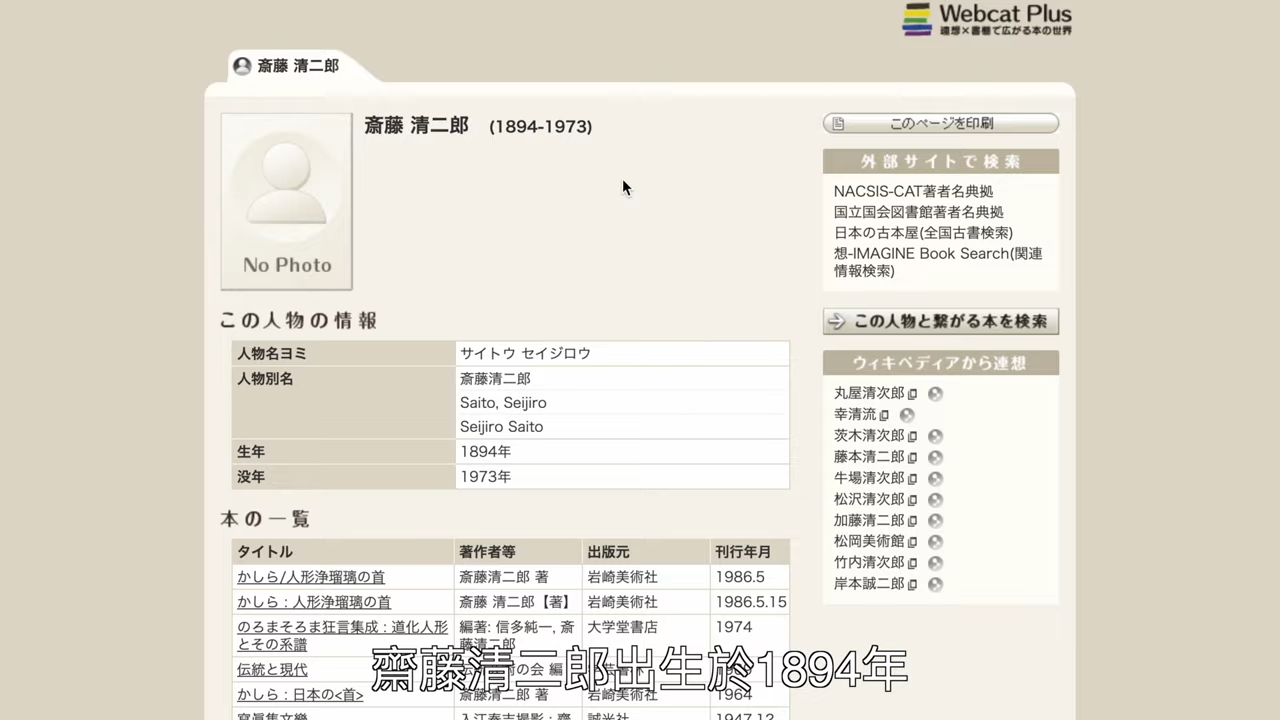 Webcat Plus
連想×書棚で広がる本の世界
斎藤 清二郎
斎藤 清二郎 (1894-1973)
No Photo
この人物の情報
人物名ヨミ サイトウ セイジロウ
人物別名 斎藤清二郎
Saito, Seijiro
Seijiro Saito
生年 1894年
没年 1973年
本の一覧
タイトル 著作者等 出版元 刊行年月
かしら/人形浄瑠璃の首 斎藤清二郎 著 岩崎美術社 1986.5
かしら : 人形浄瑠璃の首 斎藤 清二郎【著】 岩崎美術社 1986.5.15
のろまそろま狂言集成 : 道化人形とその系譜 編著: 信多純一, 斎藤清二郎 大学堂書店 1974
伝統と現代
かしら : 日本の<首> 斎藤清二郎 著 岩崎美術社 1964
1947.12
このページを印刷
外部サイトで検索
NACSIS-CAT著者名典拠
国立国会図書館著者名典拠
日本の古本屋(全国古書検索)
想-IMAGINE Book Search(関連
情報検索)
この人物と繋がる本を検索
ウィキペディアから連想
丸屋清次郎
幸清流
茨木清次郎
藤本清二郎
牛場清次郎
松沢清次郎
加藤清二郎
松岡美術館
竹内清次郎
岸本誠二郎
齋藤清二郎出生於1894年